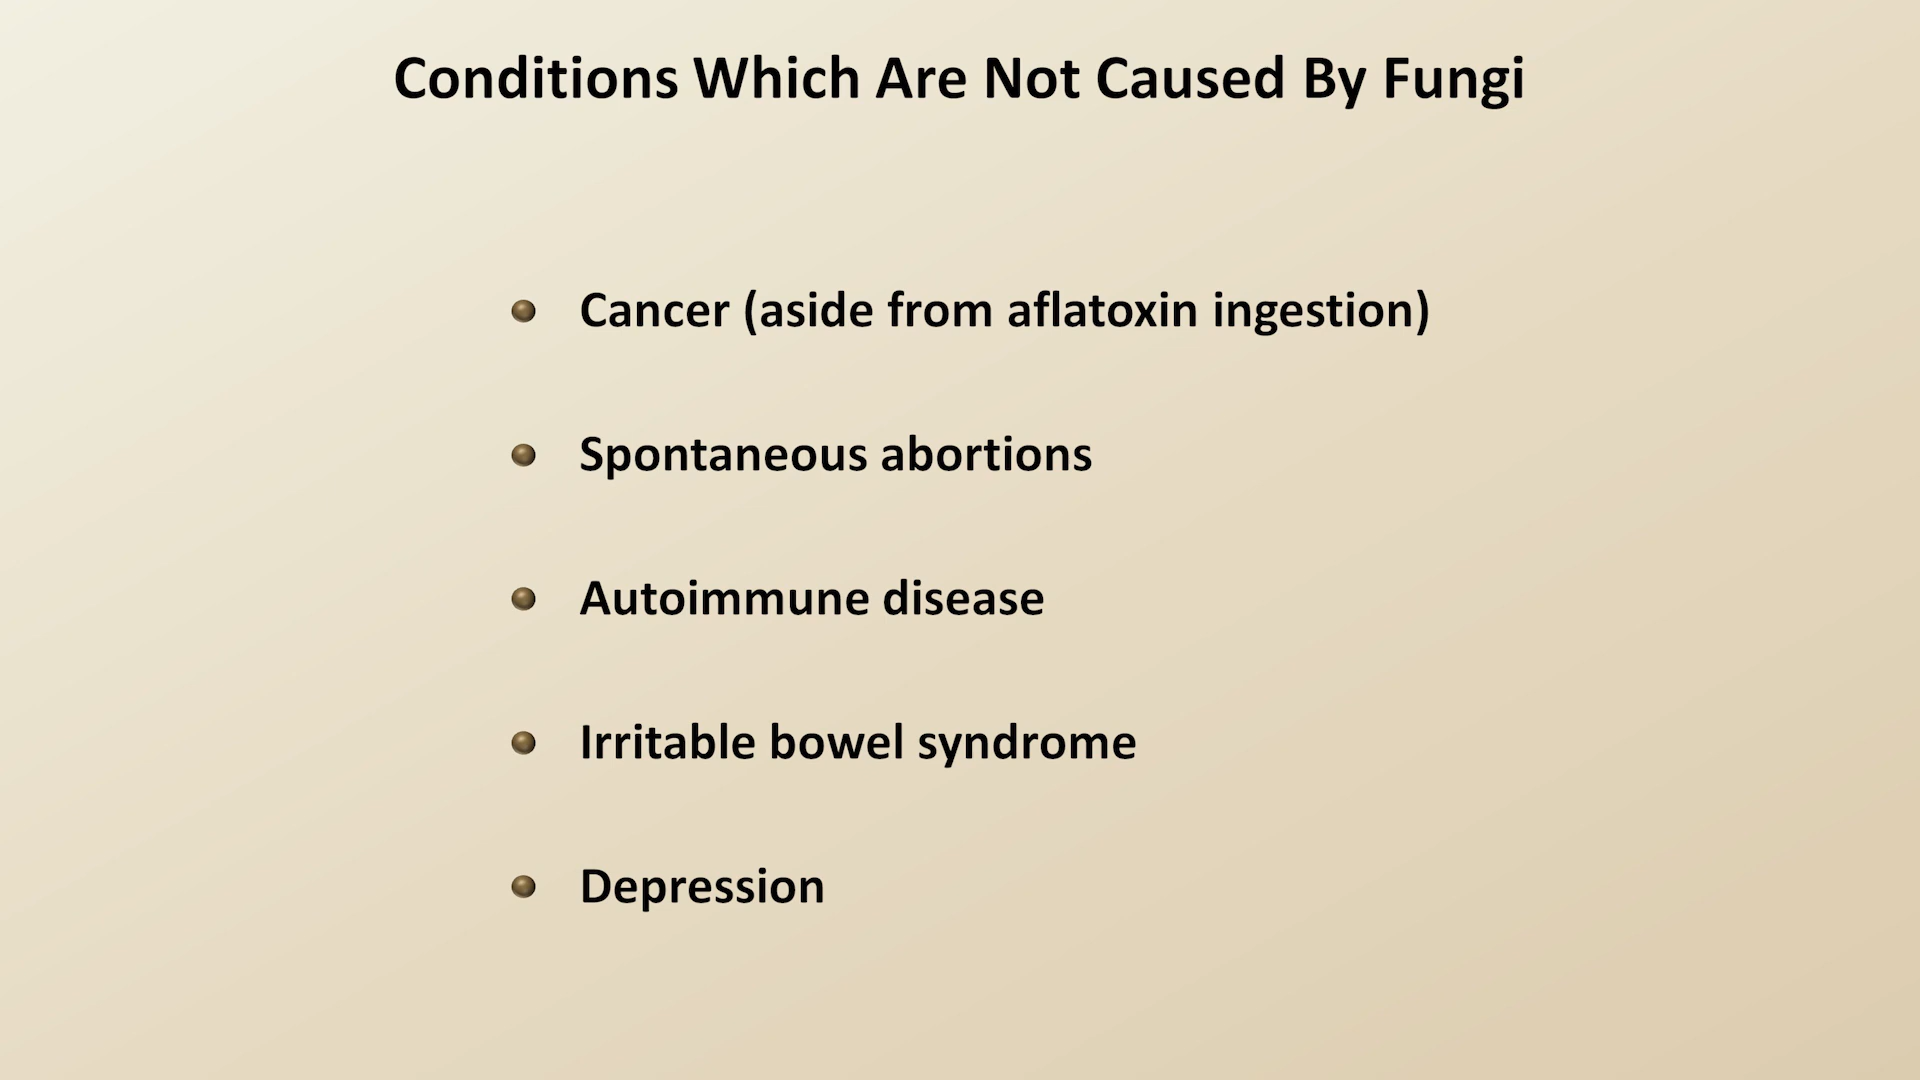 Conditions Which Are Not Caused By Fungi
Cancer (aside from aflatoxin ingestion)
Spontaneous abortions
Autoimmune disease
Irritable bowel syndrome
Depression